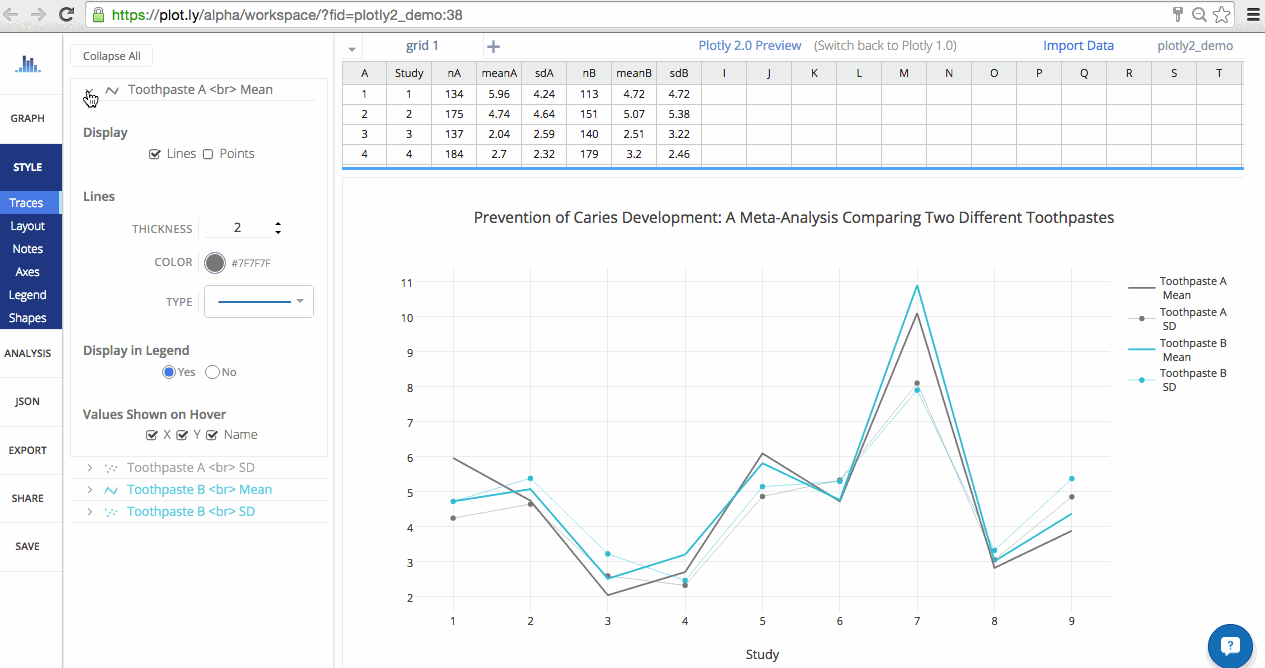 https://plot.ly/alpha/workspace/?fid=plotly2_demo:38
grid 1
Plotly 2.0 Preview (Switch back to Plotly 1.0) Import Data plotly2_demo
Collapse All
Toothpaste A <br> Mean
Display
Lines Points
Lines
THICKNESS 2
COLOR #7F7F7F
TYPE
Display in Legend
Yes No
Values Shown on Hover
X Y Name
Toothpaste A <br> SD
Toothpaste B <br> Mean
Toothpaste B <br> SD
GRAPH
STYLE
Traces
Layout
Notes
Axes
Legend
Shapes
ANALYSIS
JSON
EXPORT
SHARE
SAVE
A Study nA meanA sdA nB meanB sdB I J K L M N O P Q R S T
1 1 134 5.96 4.24 113 4.72 4.72
2 2 175 4.74 4.64 151 5.07 5.38
3 3 137 2.04 2.59 140 2.51 3.22
4 4 184 2.7 2.32 179 3.2 2.46
Prevention of Caries Development: A Meta-Analysis Comparing Two Different Toothpastes
11
10
9
8
7
6
5
4
3
2
1 2 3 4 5 6 7 8 9
Study
Toothpaste A
Mean
Toothpaste A
SD
Toothpaste B
Mean
Toothpaste B
SD